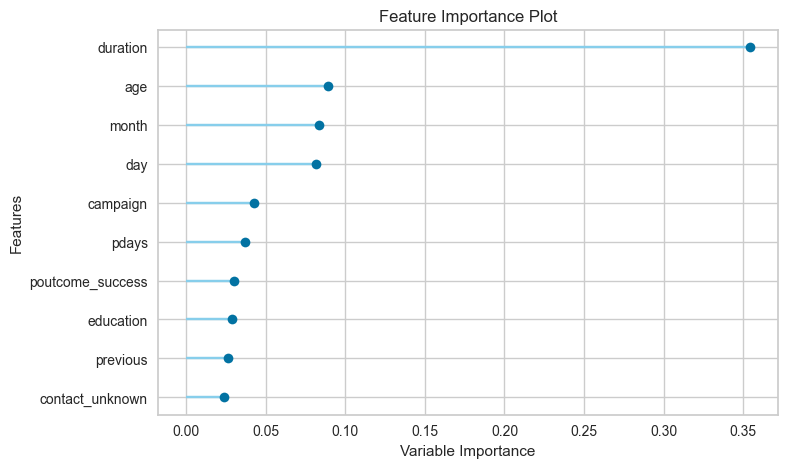 Feature Importance Plot
Features
duration
age
month
day
campaign
pdays
poutcome_success
education
previous
contact_unknown
0.00 0.05 0.10 0.15 0.20 0.25 0.30 0.35
Variable Importance